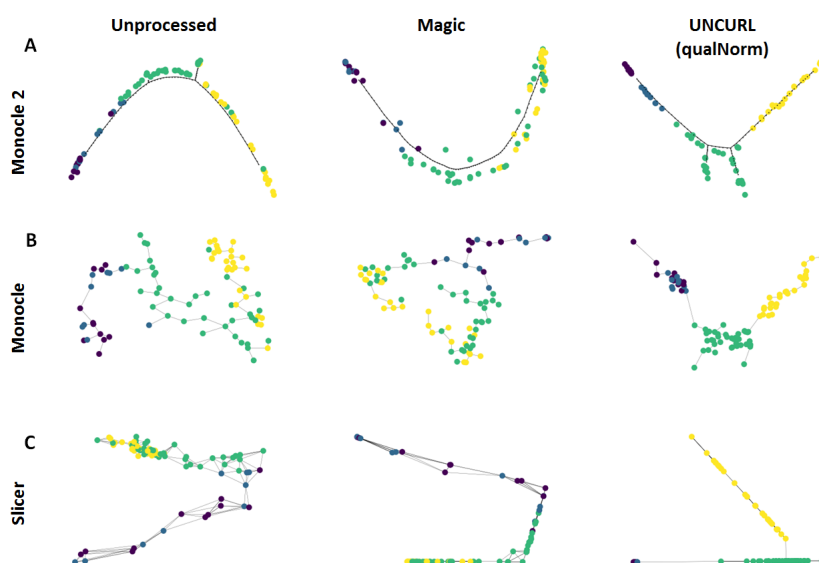 Unprocessed
Magic
UNCURL
(qualNorm)
A
Monocle 2
B
Monocle
C
Slicer